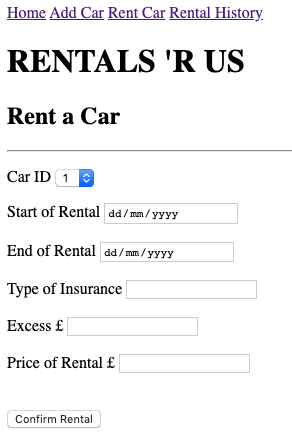 Home Add Car Rent Car Rental History
RENTALS 'R US
Rent a Car
Car ID 1
Start of Rental dd/mm/yyyy
End of Rental dd/mm/yyyy
Type of Insurance
Excess £
Price of Rental £
Confirm Rental